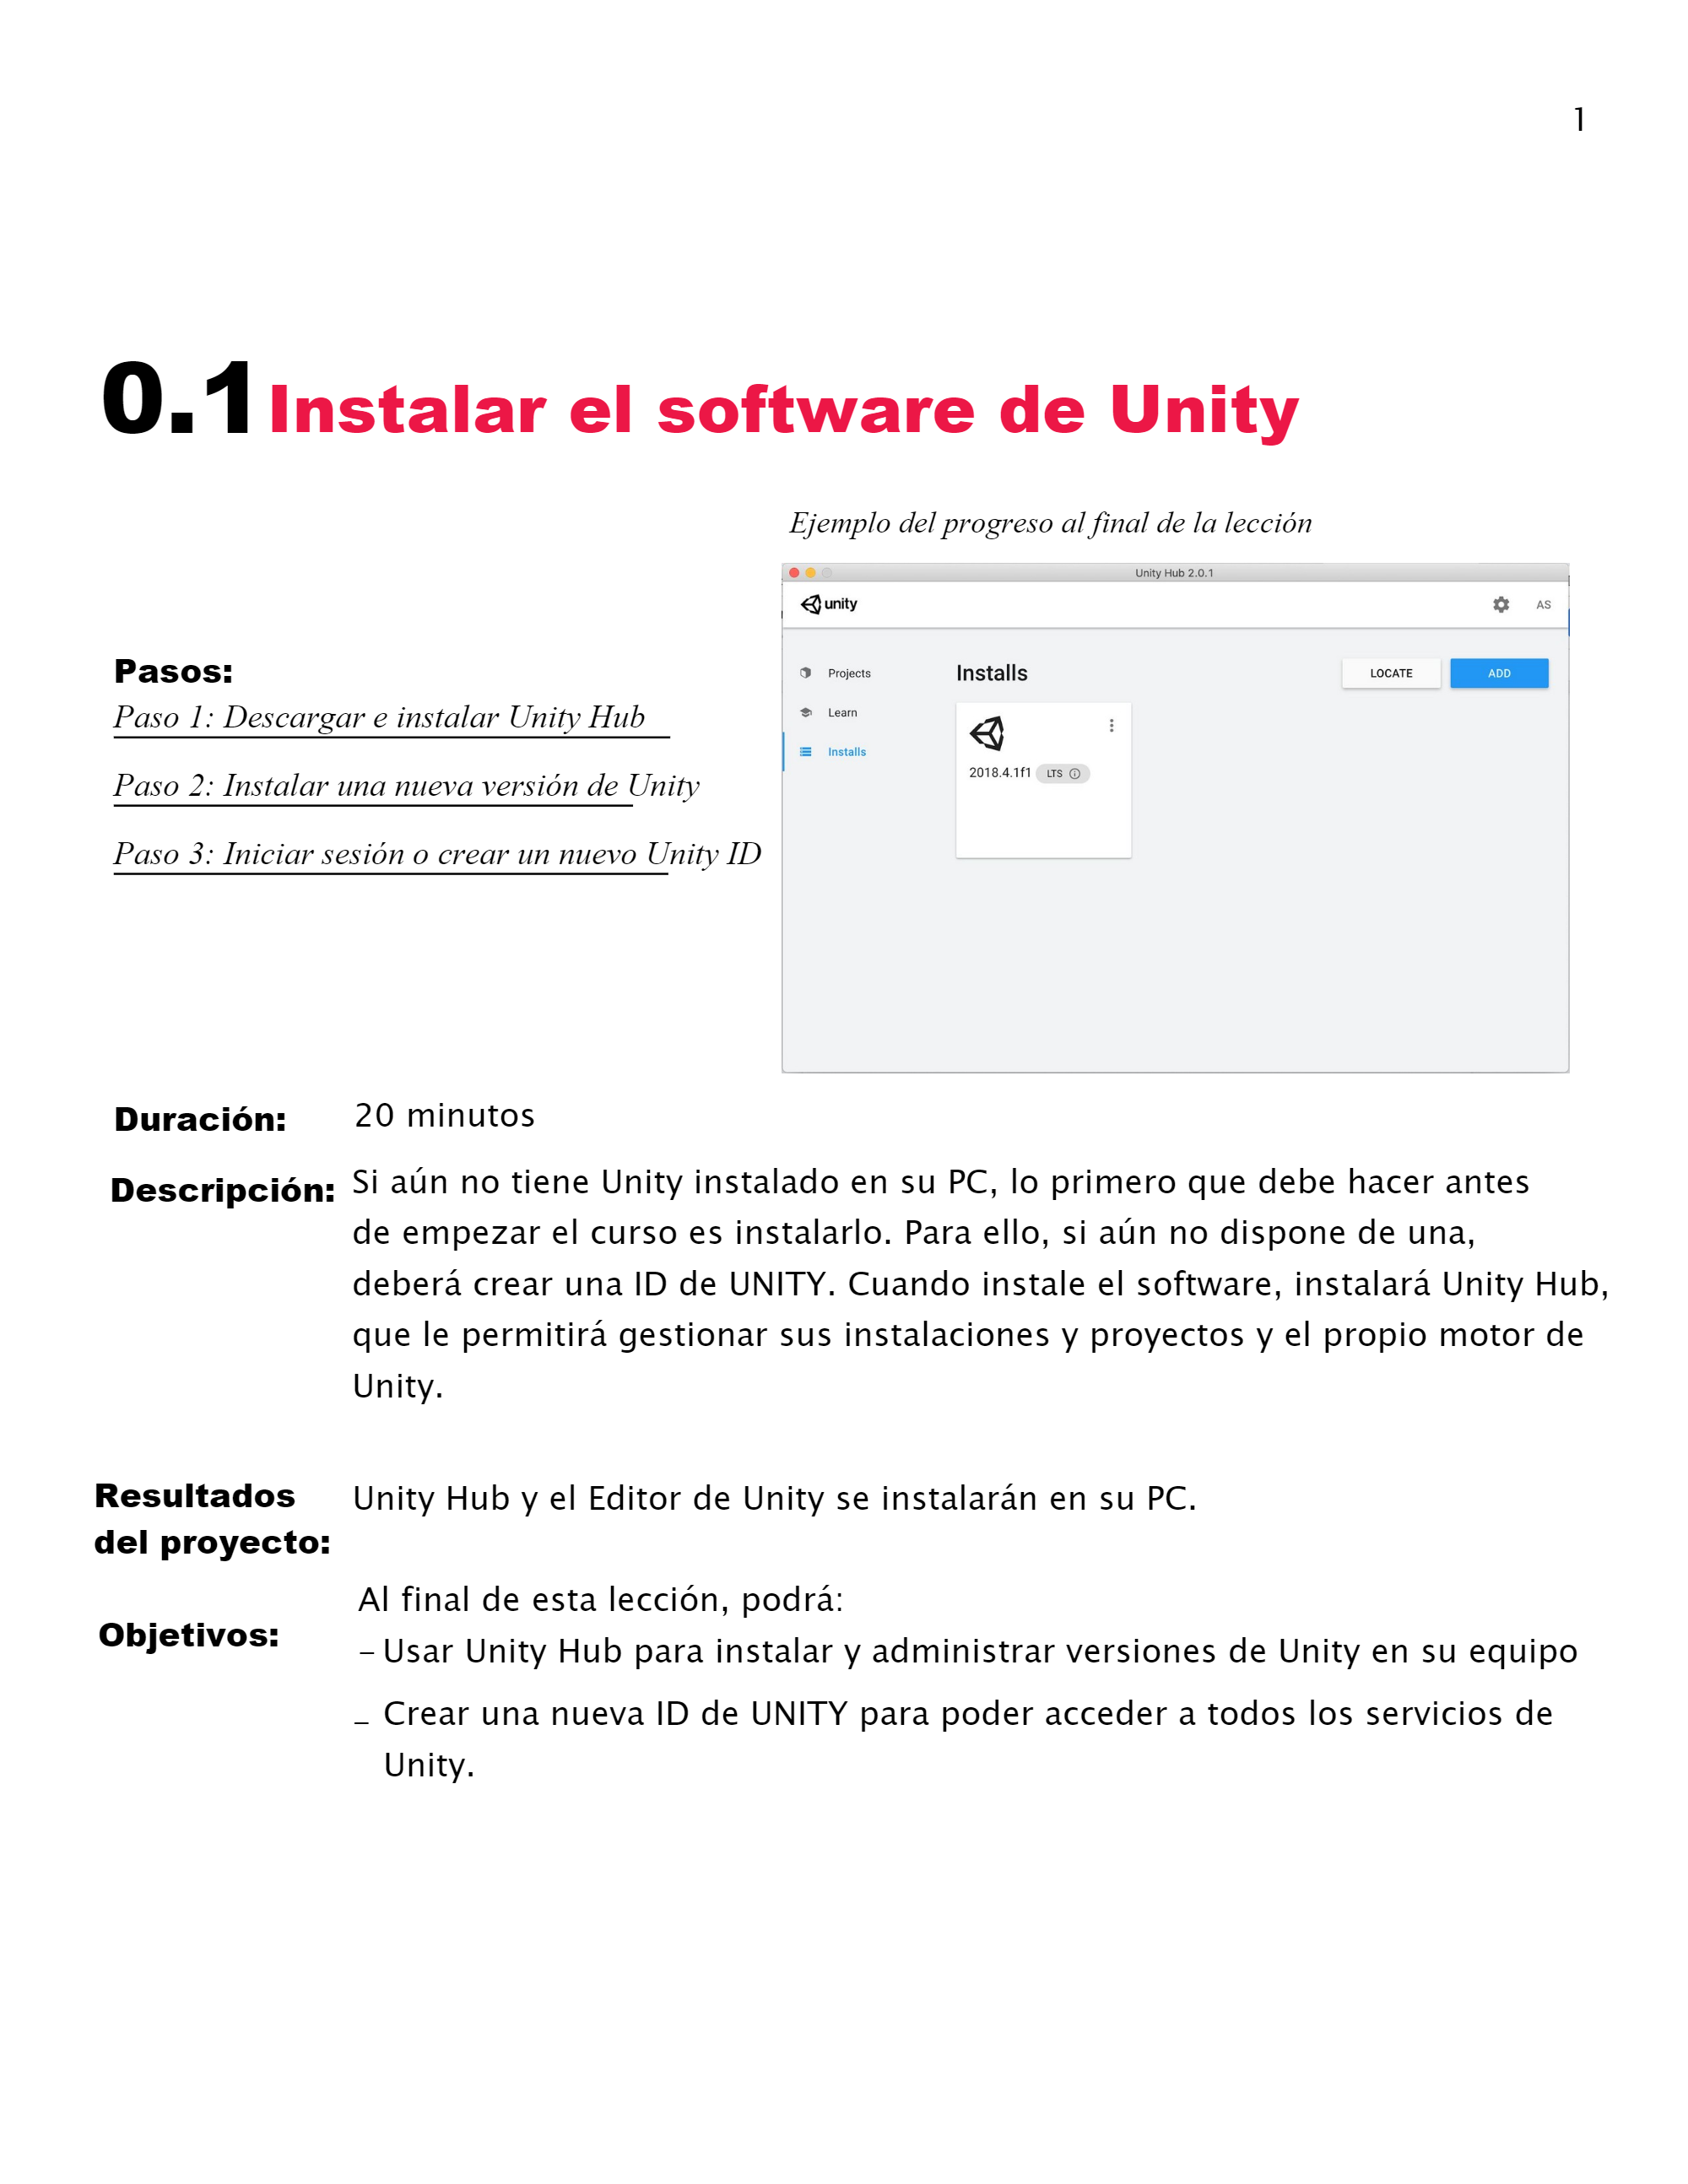 1
0.1 Instalar el software de Unity
Ejemplo del progreso al final de la lección
Unity Hub 2.0.1
unity
AS
Projects
Learn
Installs
Installs
LOCATE
ADD
2018.4.1f1 LTS
Pasos:
Paso 1: Descargar e instalar Unity Hub
Paso 2: Instalar una nueva versión de Unity
Paso 3: Iniciar sesión o crear un nuevo Unity ID
Duración: 20 minutos
Descripción: Si aún no tiene Unity instalado en su PC, lo primero que debe hacer antes
de empezar el curso es instalarlo. Para ello, si aún no dispone de una,
deberá crear una ID de UNITY. Cuando instale el software, instalará Unity Hub,
que le permitirá gestionar sus instalaciones y proyectos y el propio motor de
Unity.
Resultados
del proyecto:
Unity Hub y el Editor de Unity se instalarán en su PC.
Objetivos:
Al final de esta lección, podrá:
– Usar Unity Hub para instalar y administrar versiones de Unity en su equipo
– Crear una nueva ID de UNITY para poder acceder a todos los servicios de
Unity.